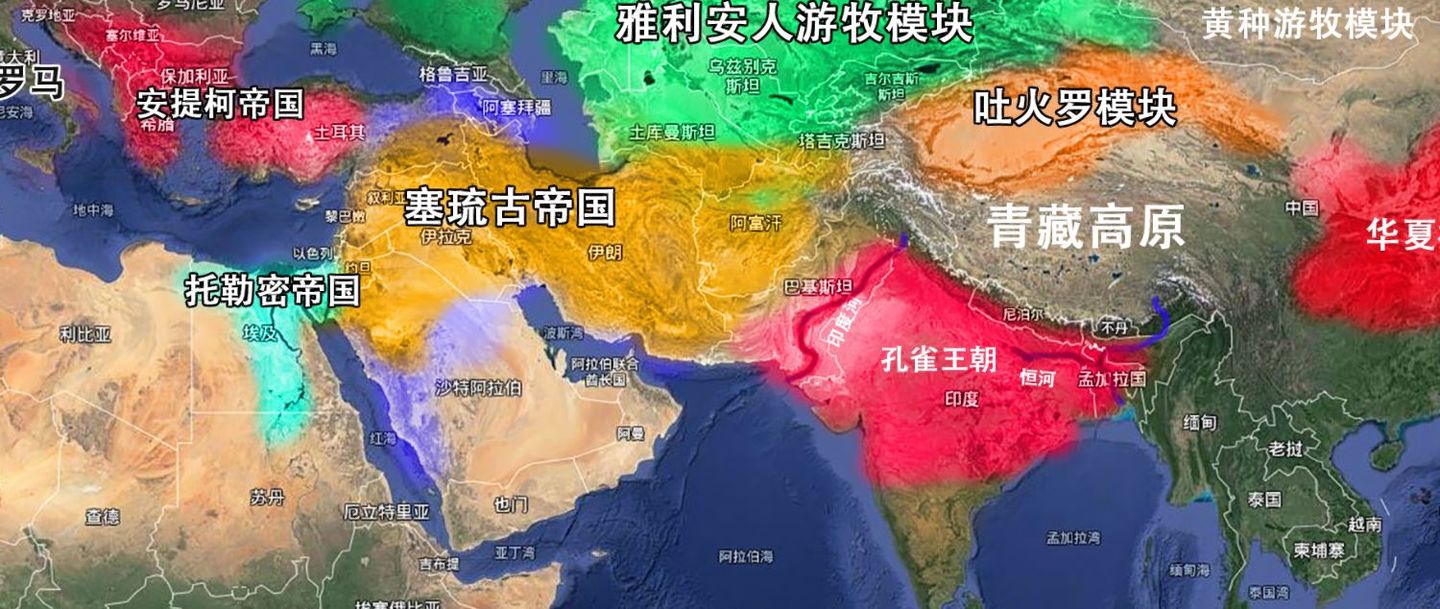 克罗地亚
罗马尼亚
雅利安人游牧模块
黄种游牧模块
塞尔维亚
黑海
意大利
罗马
保加利亚
格鲁吉亚
里海
乌兹别克
斯坦
吉尔吉斯
斯坦
安提柯帝国
阿塞拜疆
吐火罗模块
希腊
土耳其
土库曼斯坦
塔吉克斯坦
地中海
叙利亚
黎巴嫩
塞琉古帝国
伊拉克
阿富汗
青藏高原
中国
华夏
以色列
约旦
伊朗
托勒密帝国
巴基斯坦
印度河
尼泊尔
不丹
利比亚
埃及
波斯湾
阿拉伯联合
酋长国
沙特阿拉伯
孔雀王朝
恒河
孟加拉国
印度
缅甸
红海
阿曼
老挝
苏丹
也门
泰国
乍得
厄立特里亚
越南
吉布提
亚丁湾
阿拉伯海
孟加拉湾
柬埔寨
缅甸海
泰国湾
埃塞俄比亚